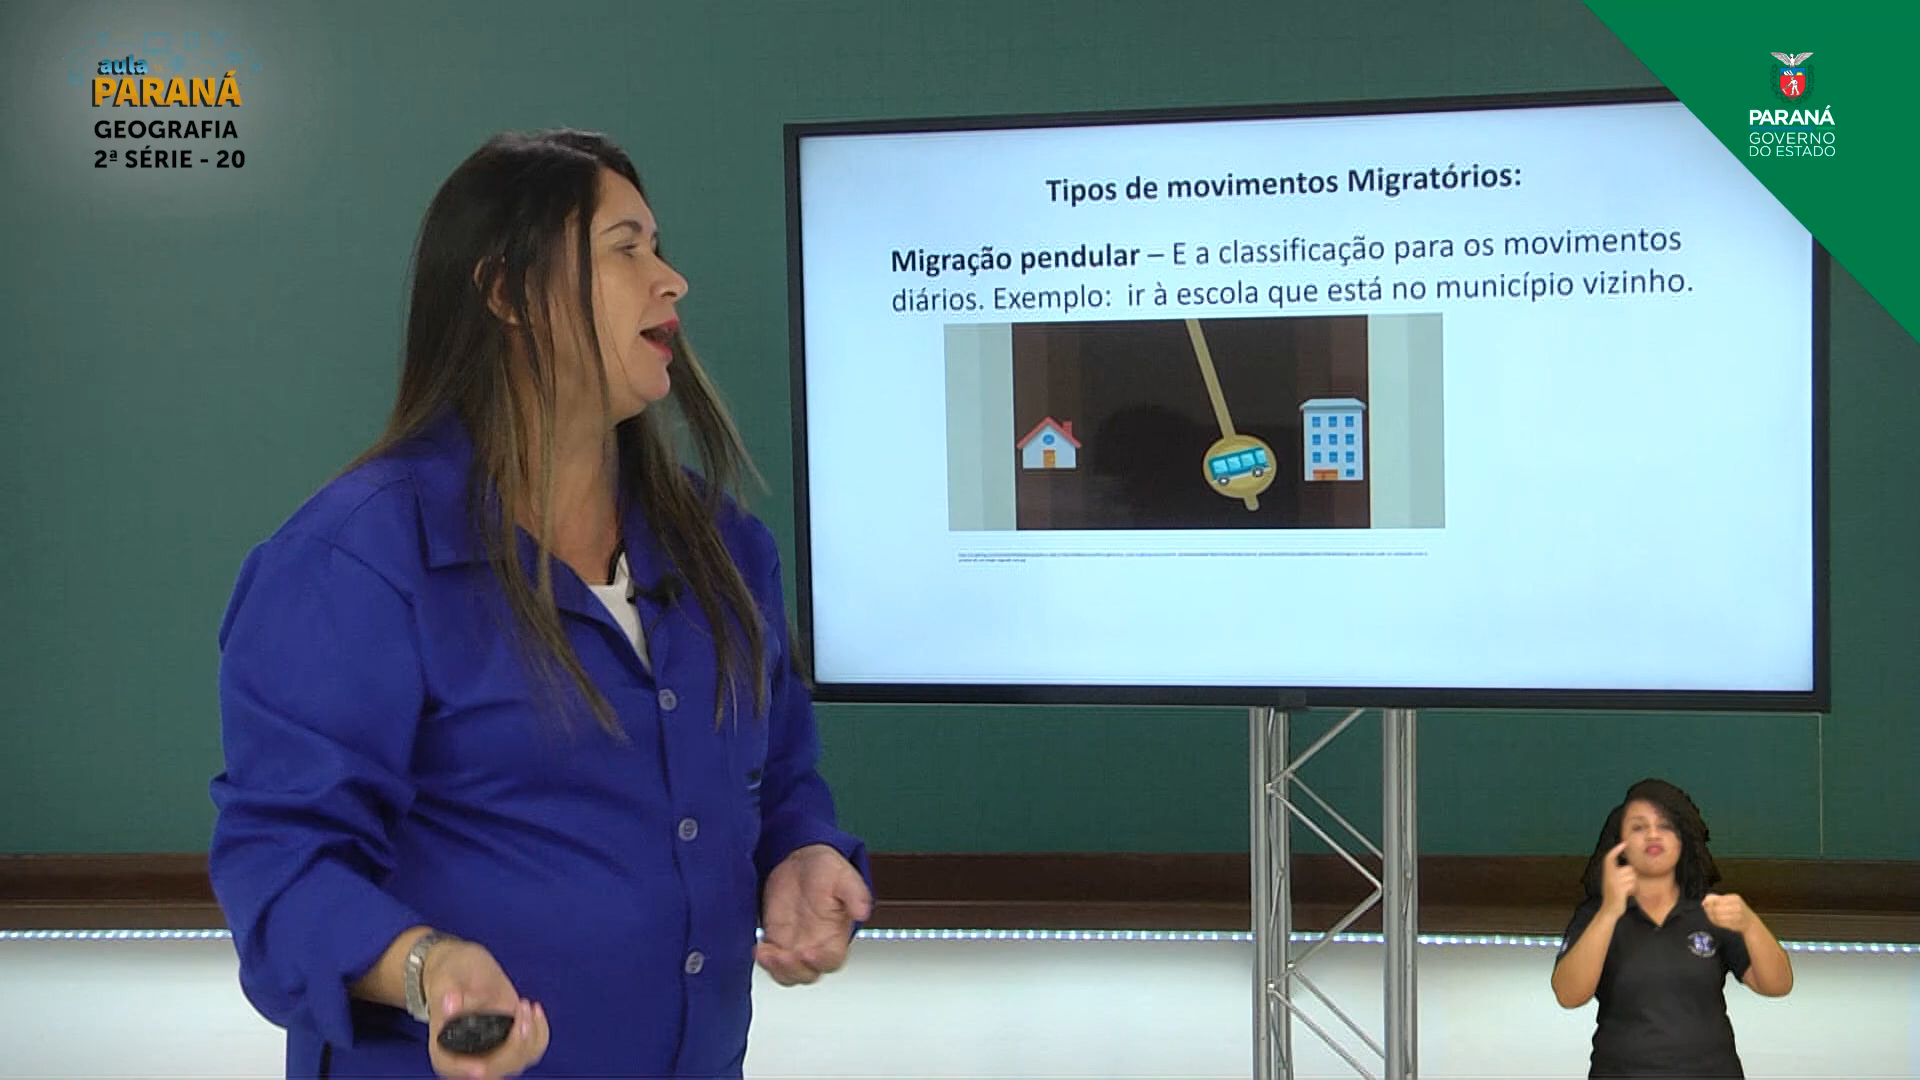 aula
PARANÁ
GEOGRAFIA
2ª SÉRIE - 20
PARANÁ
GOVERNO
DO ESTADO
Tipos de movimentos Migratórios:
Migração pendular – E a classificação para os movimentos
diários. Exemplo: ir à escola que está no município vizinho.